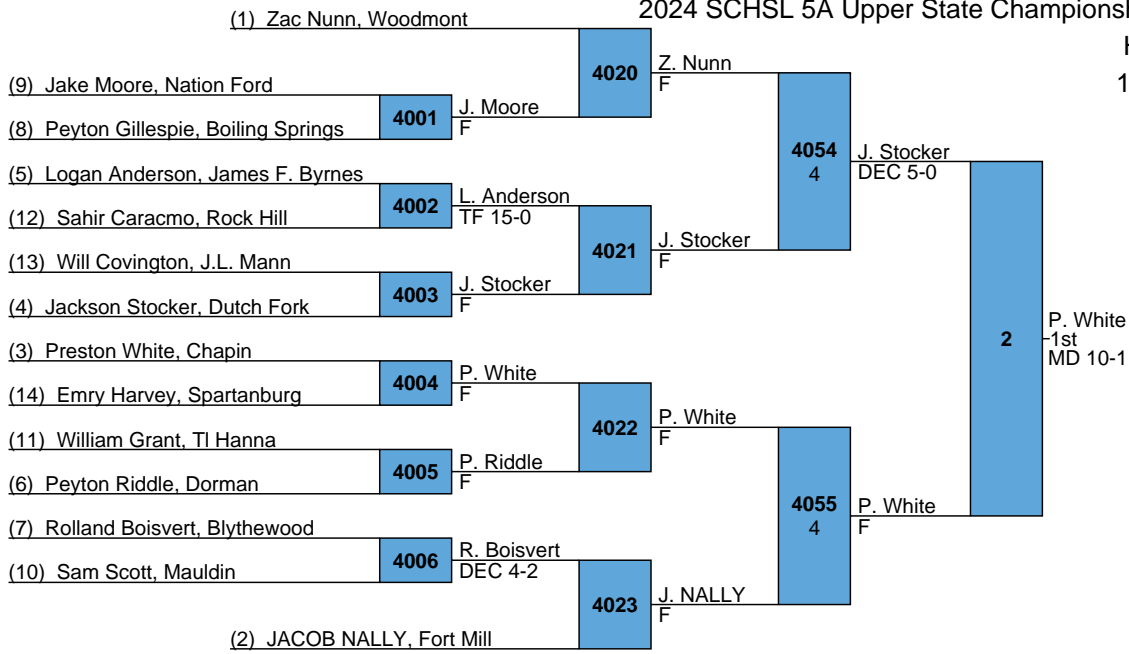 2024 SCHSL 5A Upper State Championsh
H
1
(1) Zac Nunn, Woodmont
4020
Z. Nunn
F
(9) Jake Moore, Nation Ford
4001
J. Moore
F
(8) Peyton Gillespie, Boiling Springs
4054
4
J. Stocker
DEC 5-0
(5) Logan Anderson, James F. Byrnes
4002
L. Anderson
TF 15-0
(12) Sahir Caracmo, Rock Hill
4021
J. Stocker
F
(13) Will Covington, J.L. Mann
4003
J. Stocker
F
(4) Jackson Stocker, Dutch Fork
2
P. White
1st
MD 10-1
(3) Preston White, Chapin
4004
P. White
F
(14) Emry Harvey, Spartanburg
4022
P. White
F
(11) William Grant, Tl Hanna
4005
P. Riddle
F
(6) Peyton Riddle, Dorman
4055
4
P. White
F
(7) Rolland Boisvert, Blythewood
4006
R. Boisvert
DEC 4-2
(10) Sam Scott, Mauldin
4023
J. NALLY
F
(2) JACOB NALLY, Fort Mill